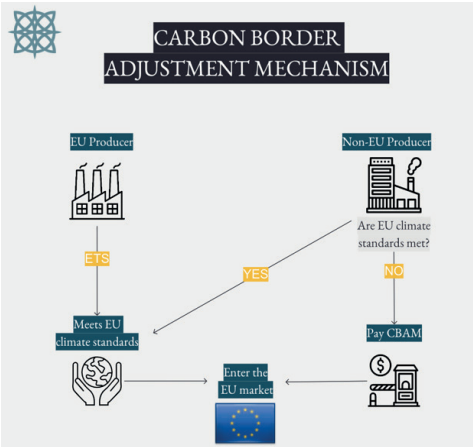 CARBON BORDER
ADJUSTMENT MECHANISM
EU Producer
Non-EU Producer
Are EU climate
standards met?
ETS
YES
NO
Meets EU
climate standards
Pay CBAM
$
Enter the
EU market